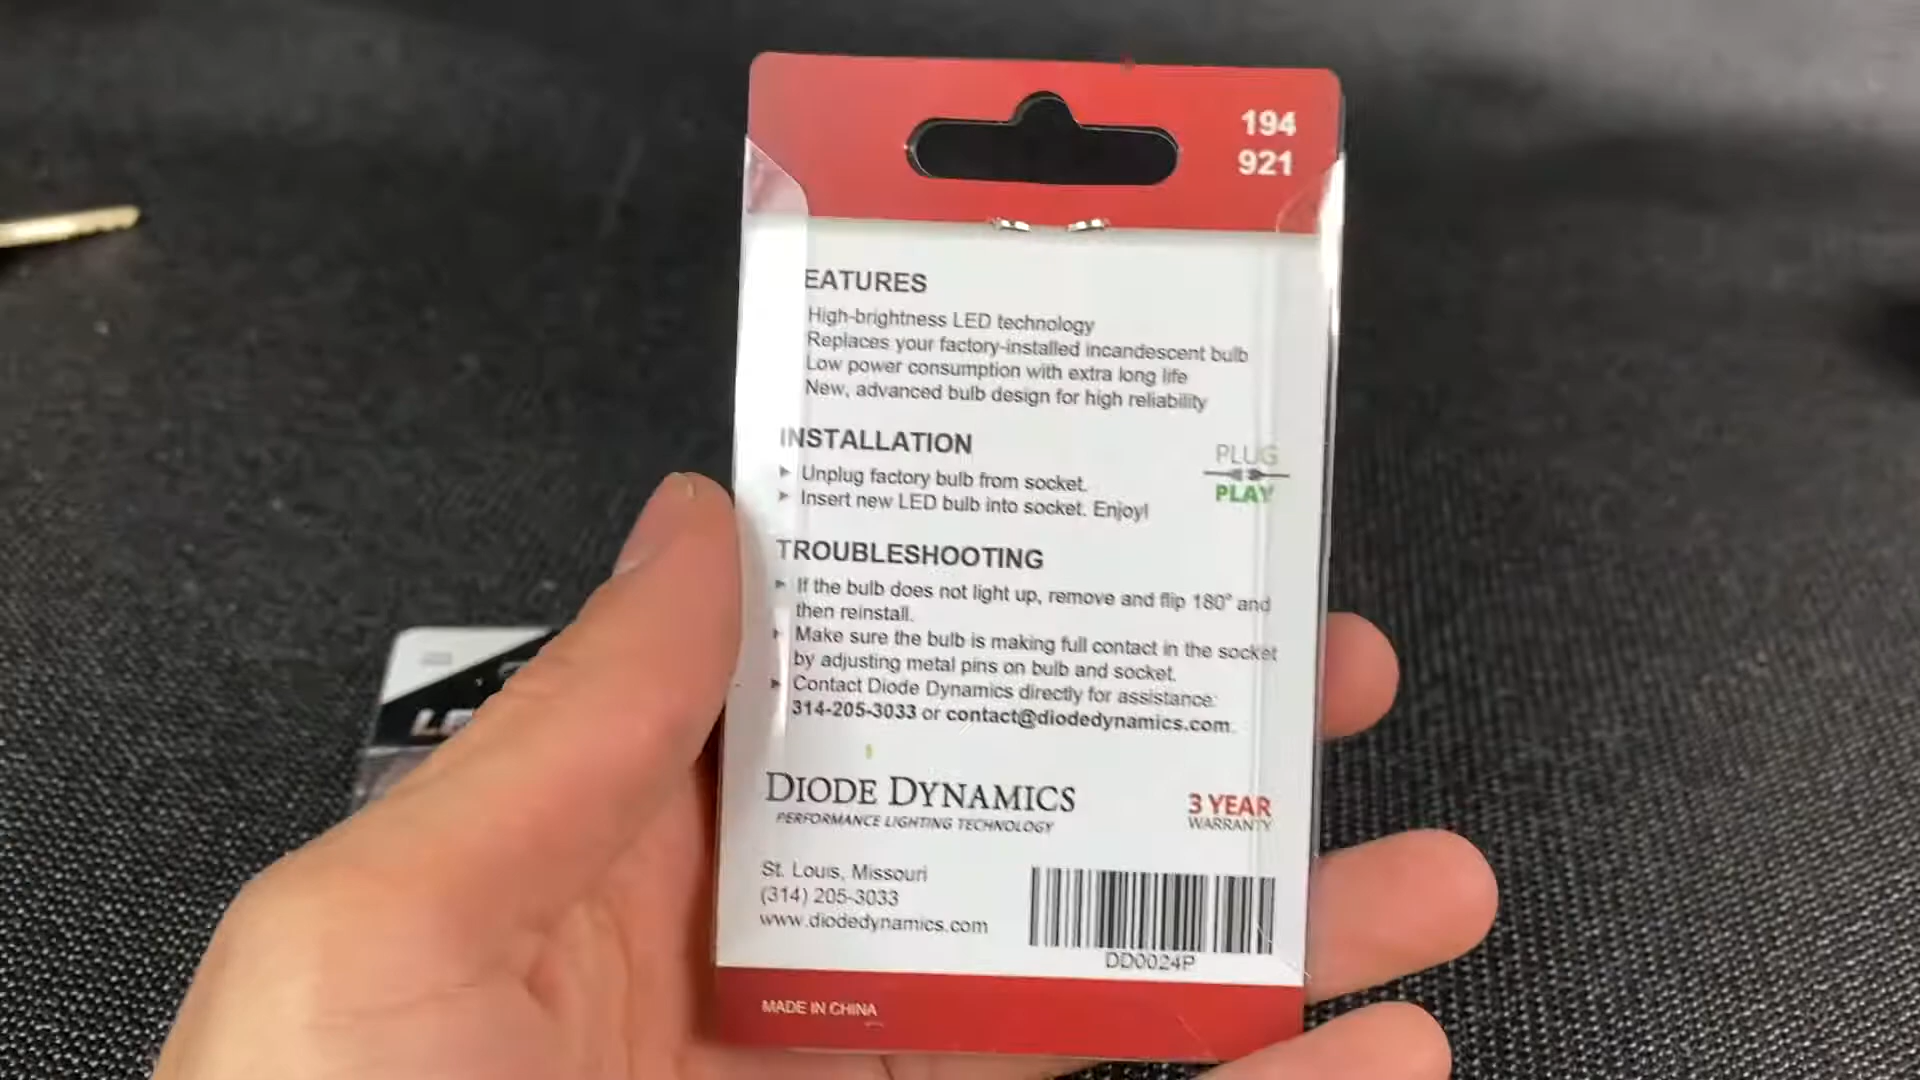 194
921
EATURES
High-brightness LED technology
Replaces your factory-installed incandescent bulb
Low power consumption with extra long life
New, advanced bulb design for high reliability
INSTALLATION
Unplug factory bulb from socket.
Insert new LED bulb into socket. Enjoy!
PLUG
PLAY
TROUBLESHOOTING
If the bulb does not light up, remove and flip 180° and
then reinstall.
Make sure the bulb is making full contact in the socket
by adjusting metal pins on bulb and socket.
Contact Diode Dynamics directly for assistance:
314-205-3033 or contact@diodedynamics.com.
DIODE DYNAMICS
PERFORMANCE LIGHTING TECHNOLOGY
3 YEAR
WARRANTY
St. Louis, Missouri
(314) 205-3033
www.diodedynamics.com
DD0024P
MADE IN CHINA